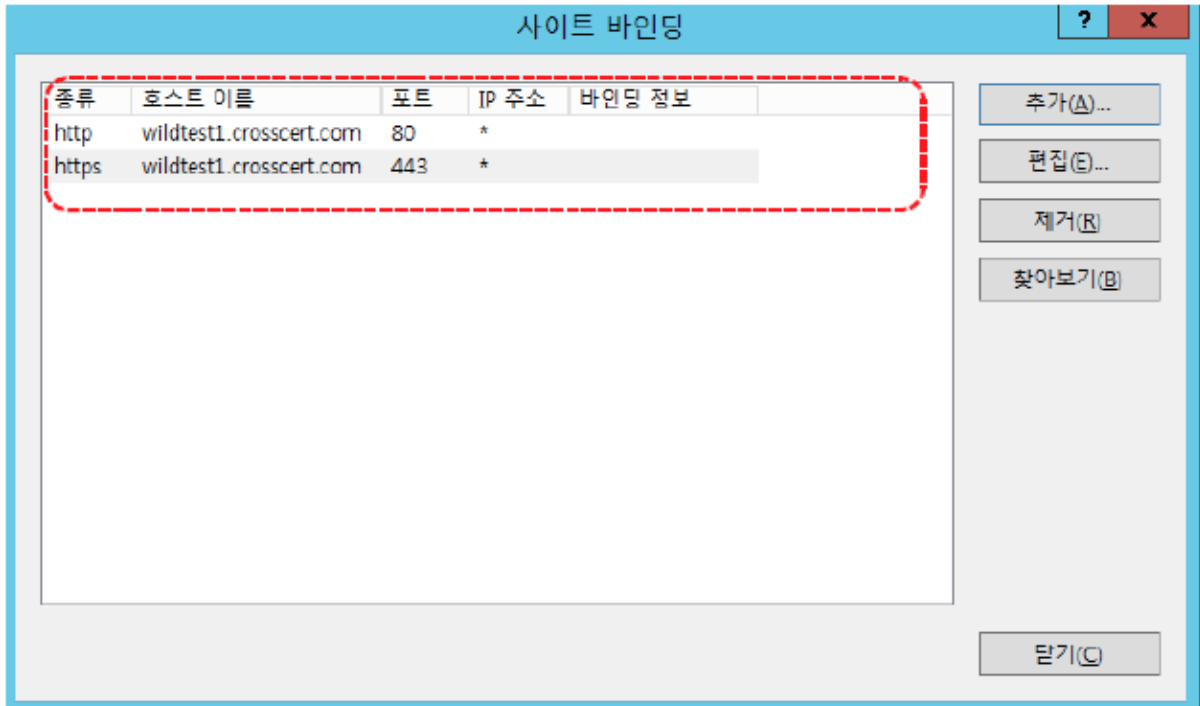 사이트 바인딩
? x
종류 호스트 이름 포트 IP 주소 바인딩 정보
http wildtest1.crosscert.com 80 *
https wildtest1.crosscert.com 443 *
추가(A)...
편집(E)...
제거(R)
찾아보기(B)
닫기(C)